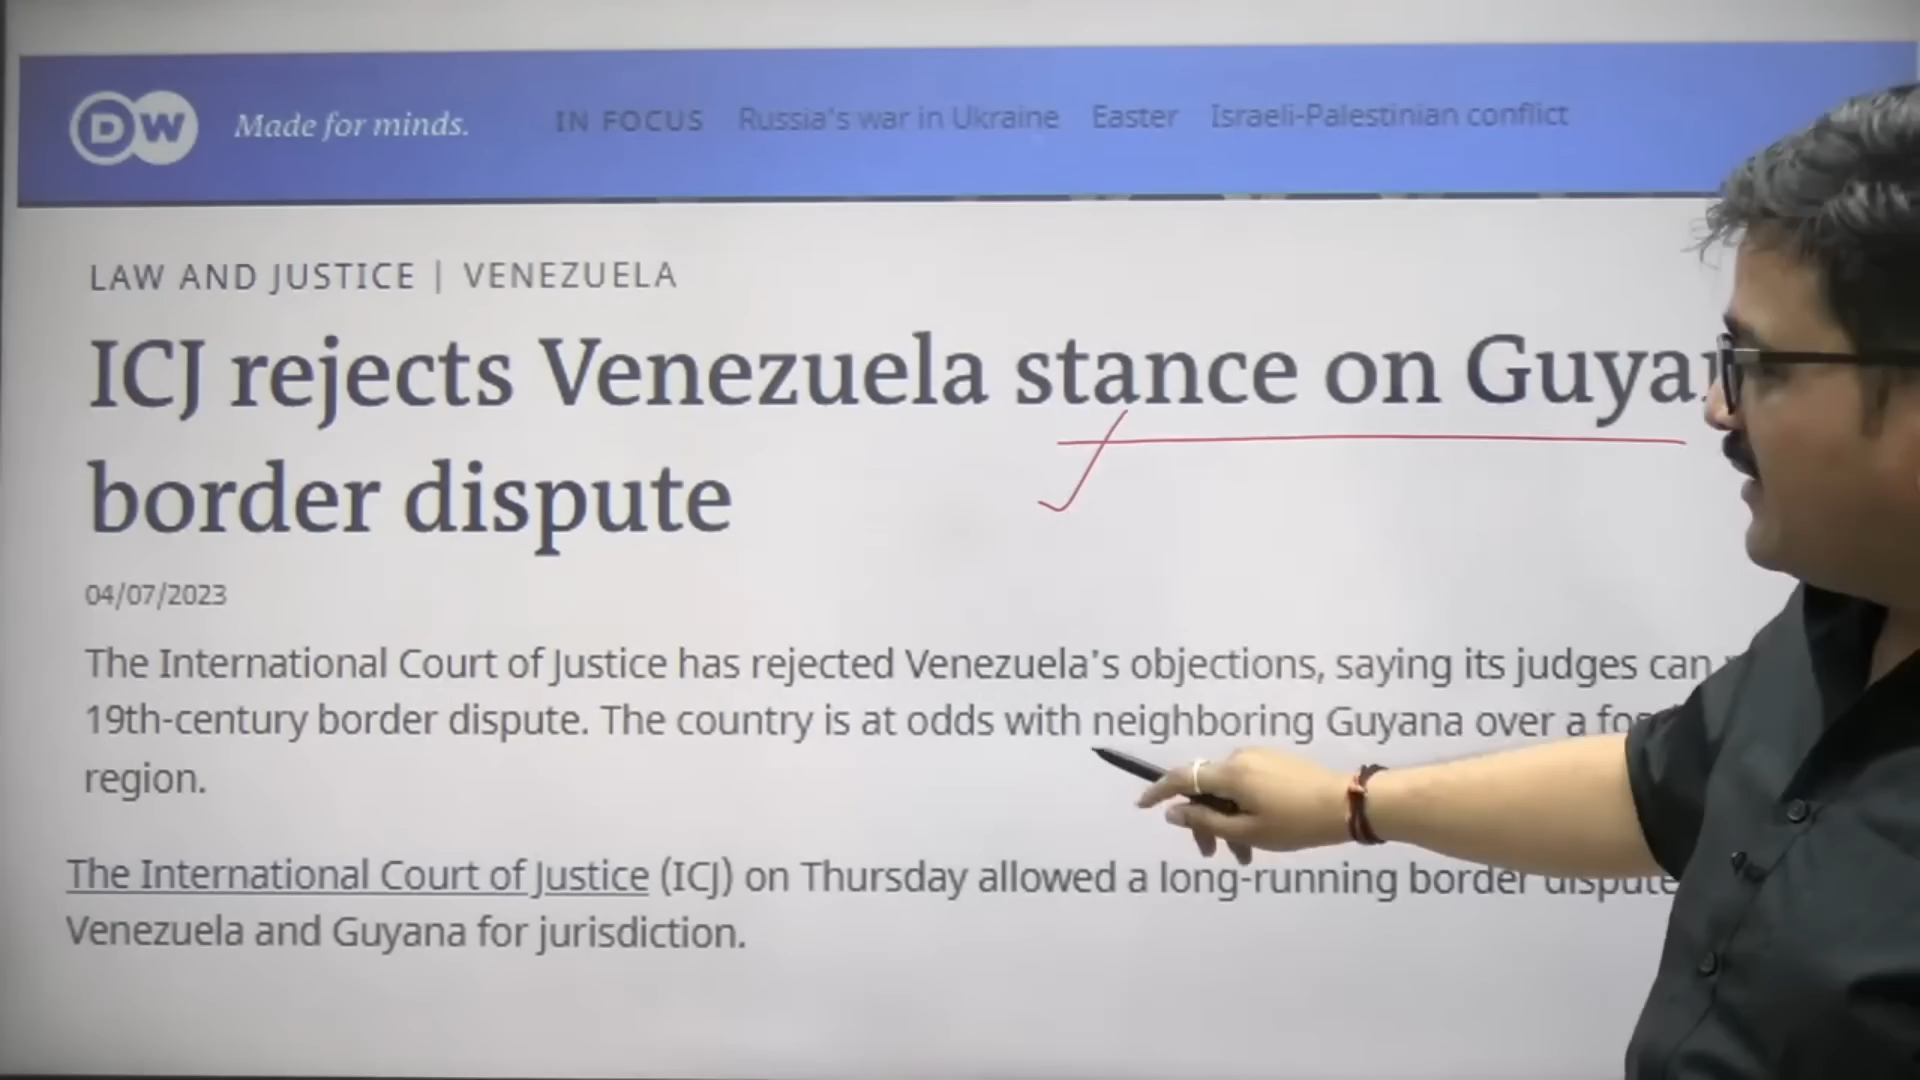 DW Made for minds. IN FOCUS Russia's war in Ukraine Easter Israeli-Palestinian conflict
LAW AND JUSTICE | VENEZUELA
ICJ rejects Venezuela stance on
border dispute
04/07/2023
The International Court of Justice has rejected Venezuela's objections, saying its judges can
19th-century border dispute. The country is at odds with neighboring Guyana over a
region.
The International Court of Justice (ICJ) on Thursday allowed a long-running border dispute
Venezuela and Guyana for jurisdiction.